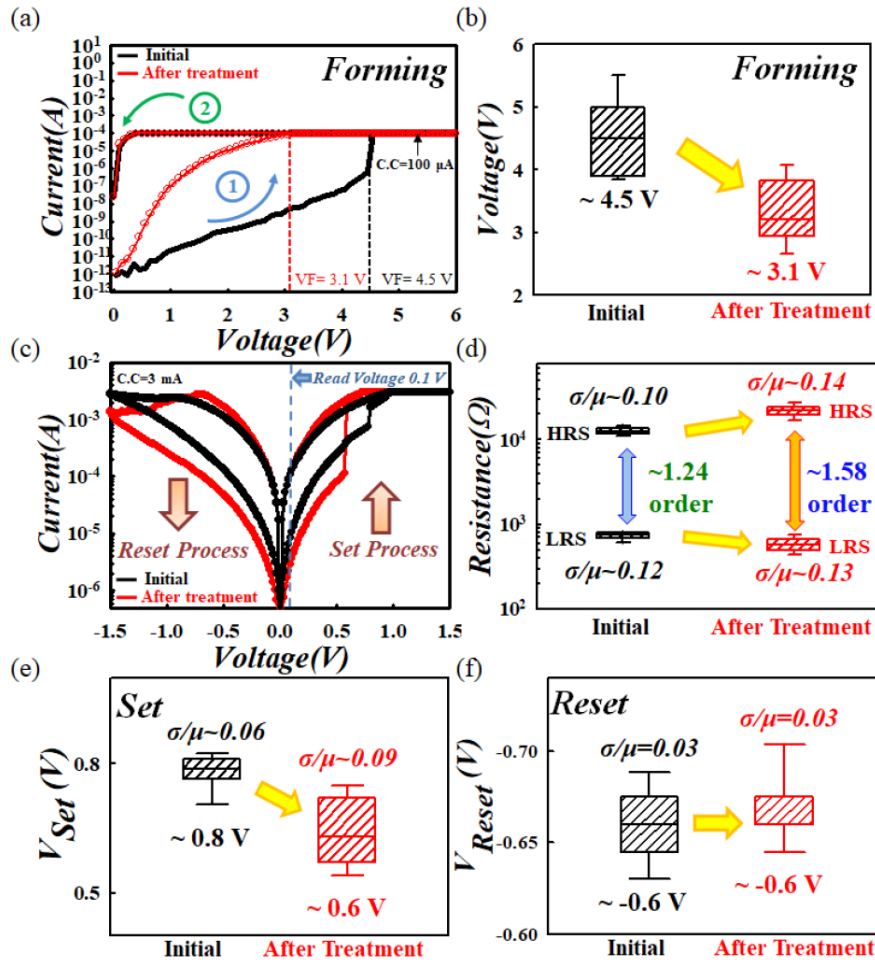 (a)
Initial
After treatment
Forming
2
1
C.C=100 μA
VF= 3.1 V
VF= 4.5 V
Current(A)
10¹
10⁰
10⁻¹
10⁻²
10⁻³
10⁻⁴
10⁻⁵
10⁻⁶
10⁻⁷
10⁻⁸
10⁻⁹
10⁻¹⁰
10⁻¹¹
10⁻¹²
10⁻¹³
0 1 2 3 4 5 6
Voltage(V)
(b)
Forming
Voltage(V)
6
5
4
3
2
~ 4.5 V
~ 3.1 V
Initial After Treatment
(c)
C.C=3 mA
Read Voltage 0.1 V
Current(A)
10⁻²
10⁻³
10⁻⁴
10⁻⁵
10⁻⁶
Reset Process
Set Process
Initial
After treatment
-1.5 -1.0 -0.5 0.0 0.5 1.0 1.5
Voltage(V)
(d)
Resistance(Ω)
10⁴
10³
10²
σ/μ~0.10
σ/μ~0.14
HRS
HRS
~1.24
order
~1.58
order
LRS
LRS
σ/μ~0.12
σ/μ~0.13
Initial After Treatment
(e)
Set
V Set (V)
0.8
0.5
σ/μ~0.06
σ/μ~0.09
~ 0.8 V
~ 0.6 V
Initial After Treatment
(f)
Reset
V Reset (V)
-0.70
-0.65
-0.60
σ/μ=0.03
σ/μ=0.03
~ -0.6 V
~ -0.6 V
Initial After Treatment